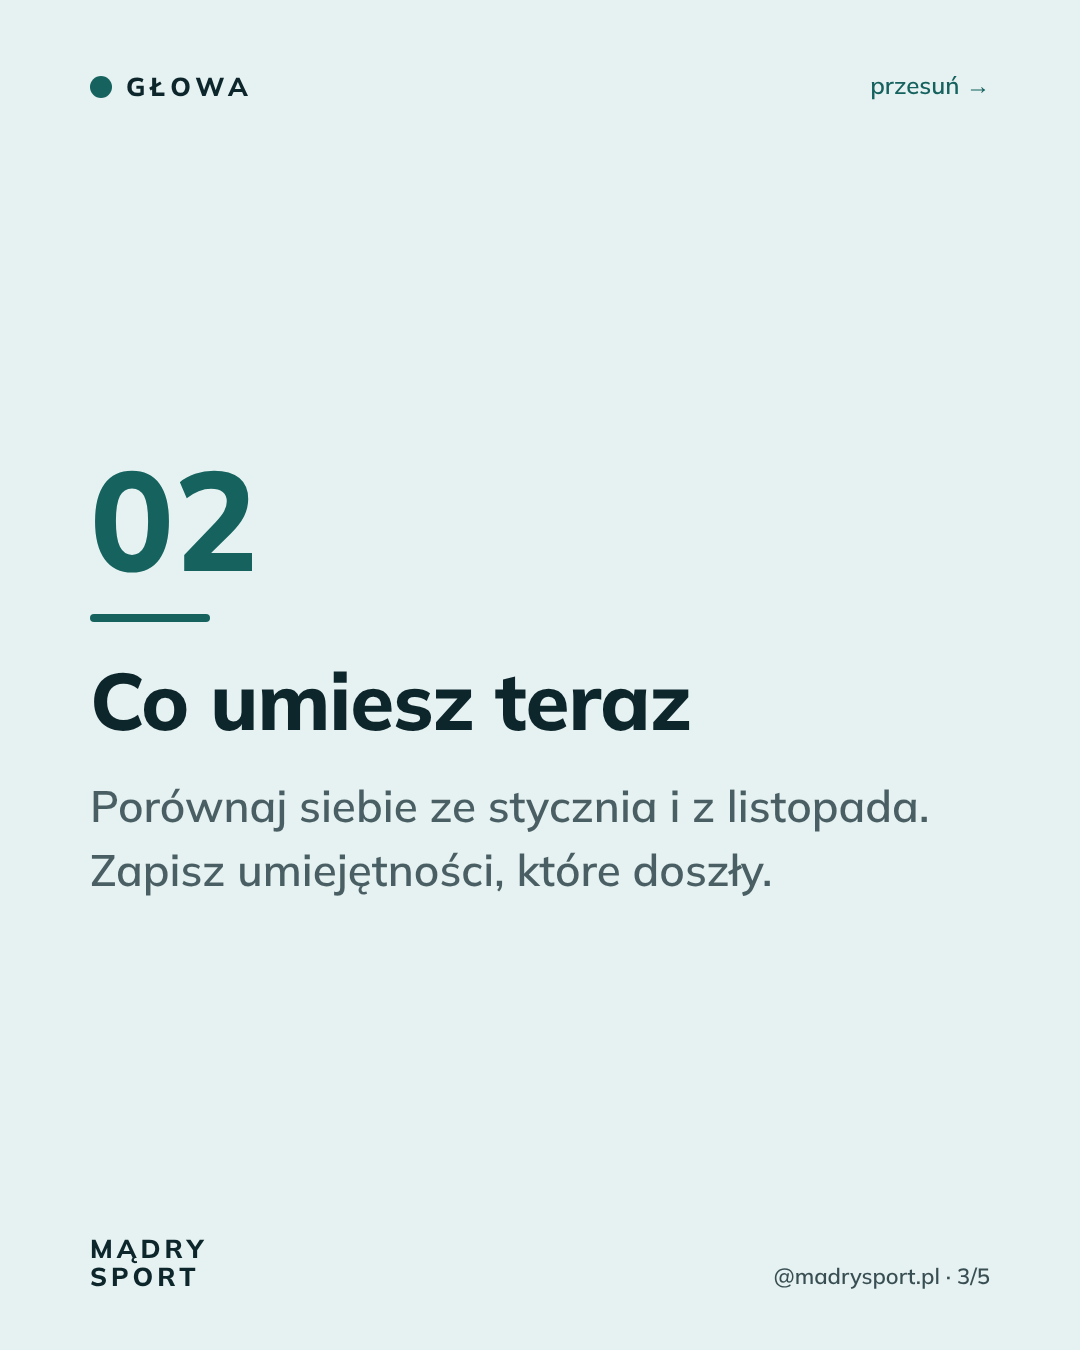 GŁOWA
przesuń →
02
Co umiesz teraz
Porównaj siebie ze stycznia i z listopada.
Zapisz umiejętności, które doszły.
MĄDRY
SPORT
@madrysport.pl · 3/5